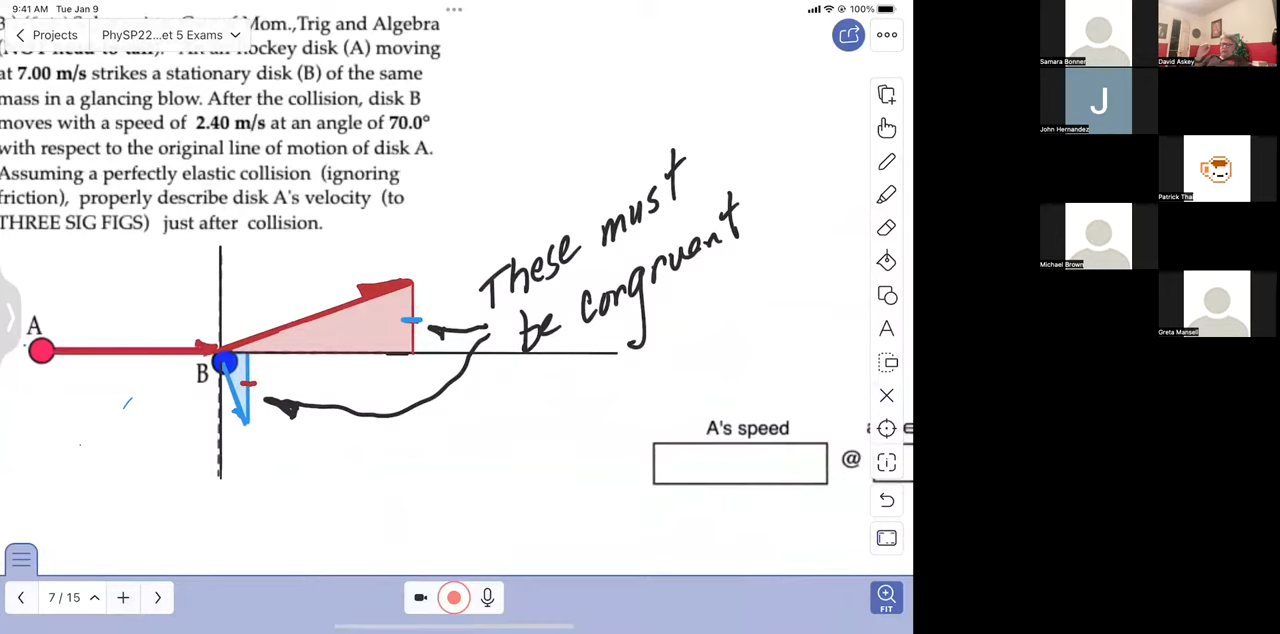 9:41 AM Tue Jan 9
100%
Mom.,Trig and Algebra
Projects
PhySP22...et 5 Exams
hockey disk (A) moving
at 7.00 m/s strikes a stationary disk (B) of the same
mass in a glancing blow. After the collision, disk B
moves with a speed of 2.40 m/s at an angle of 70.0°
with respect to the original line of motion of disk A.
Assuming a perfectly elastic collision (ignoring
friction), properly describe disk A's velocity (to
THREE SIG FIGS) just after collision.
These must
be congruent
A
B
A's speed
@
A
7 / 15
FIT
Samara Bonner
David Askey
J
John Hernandez
Patrick Thai
Michael Brown
Greta Mansell